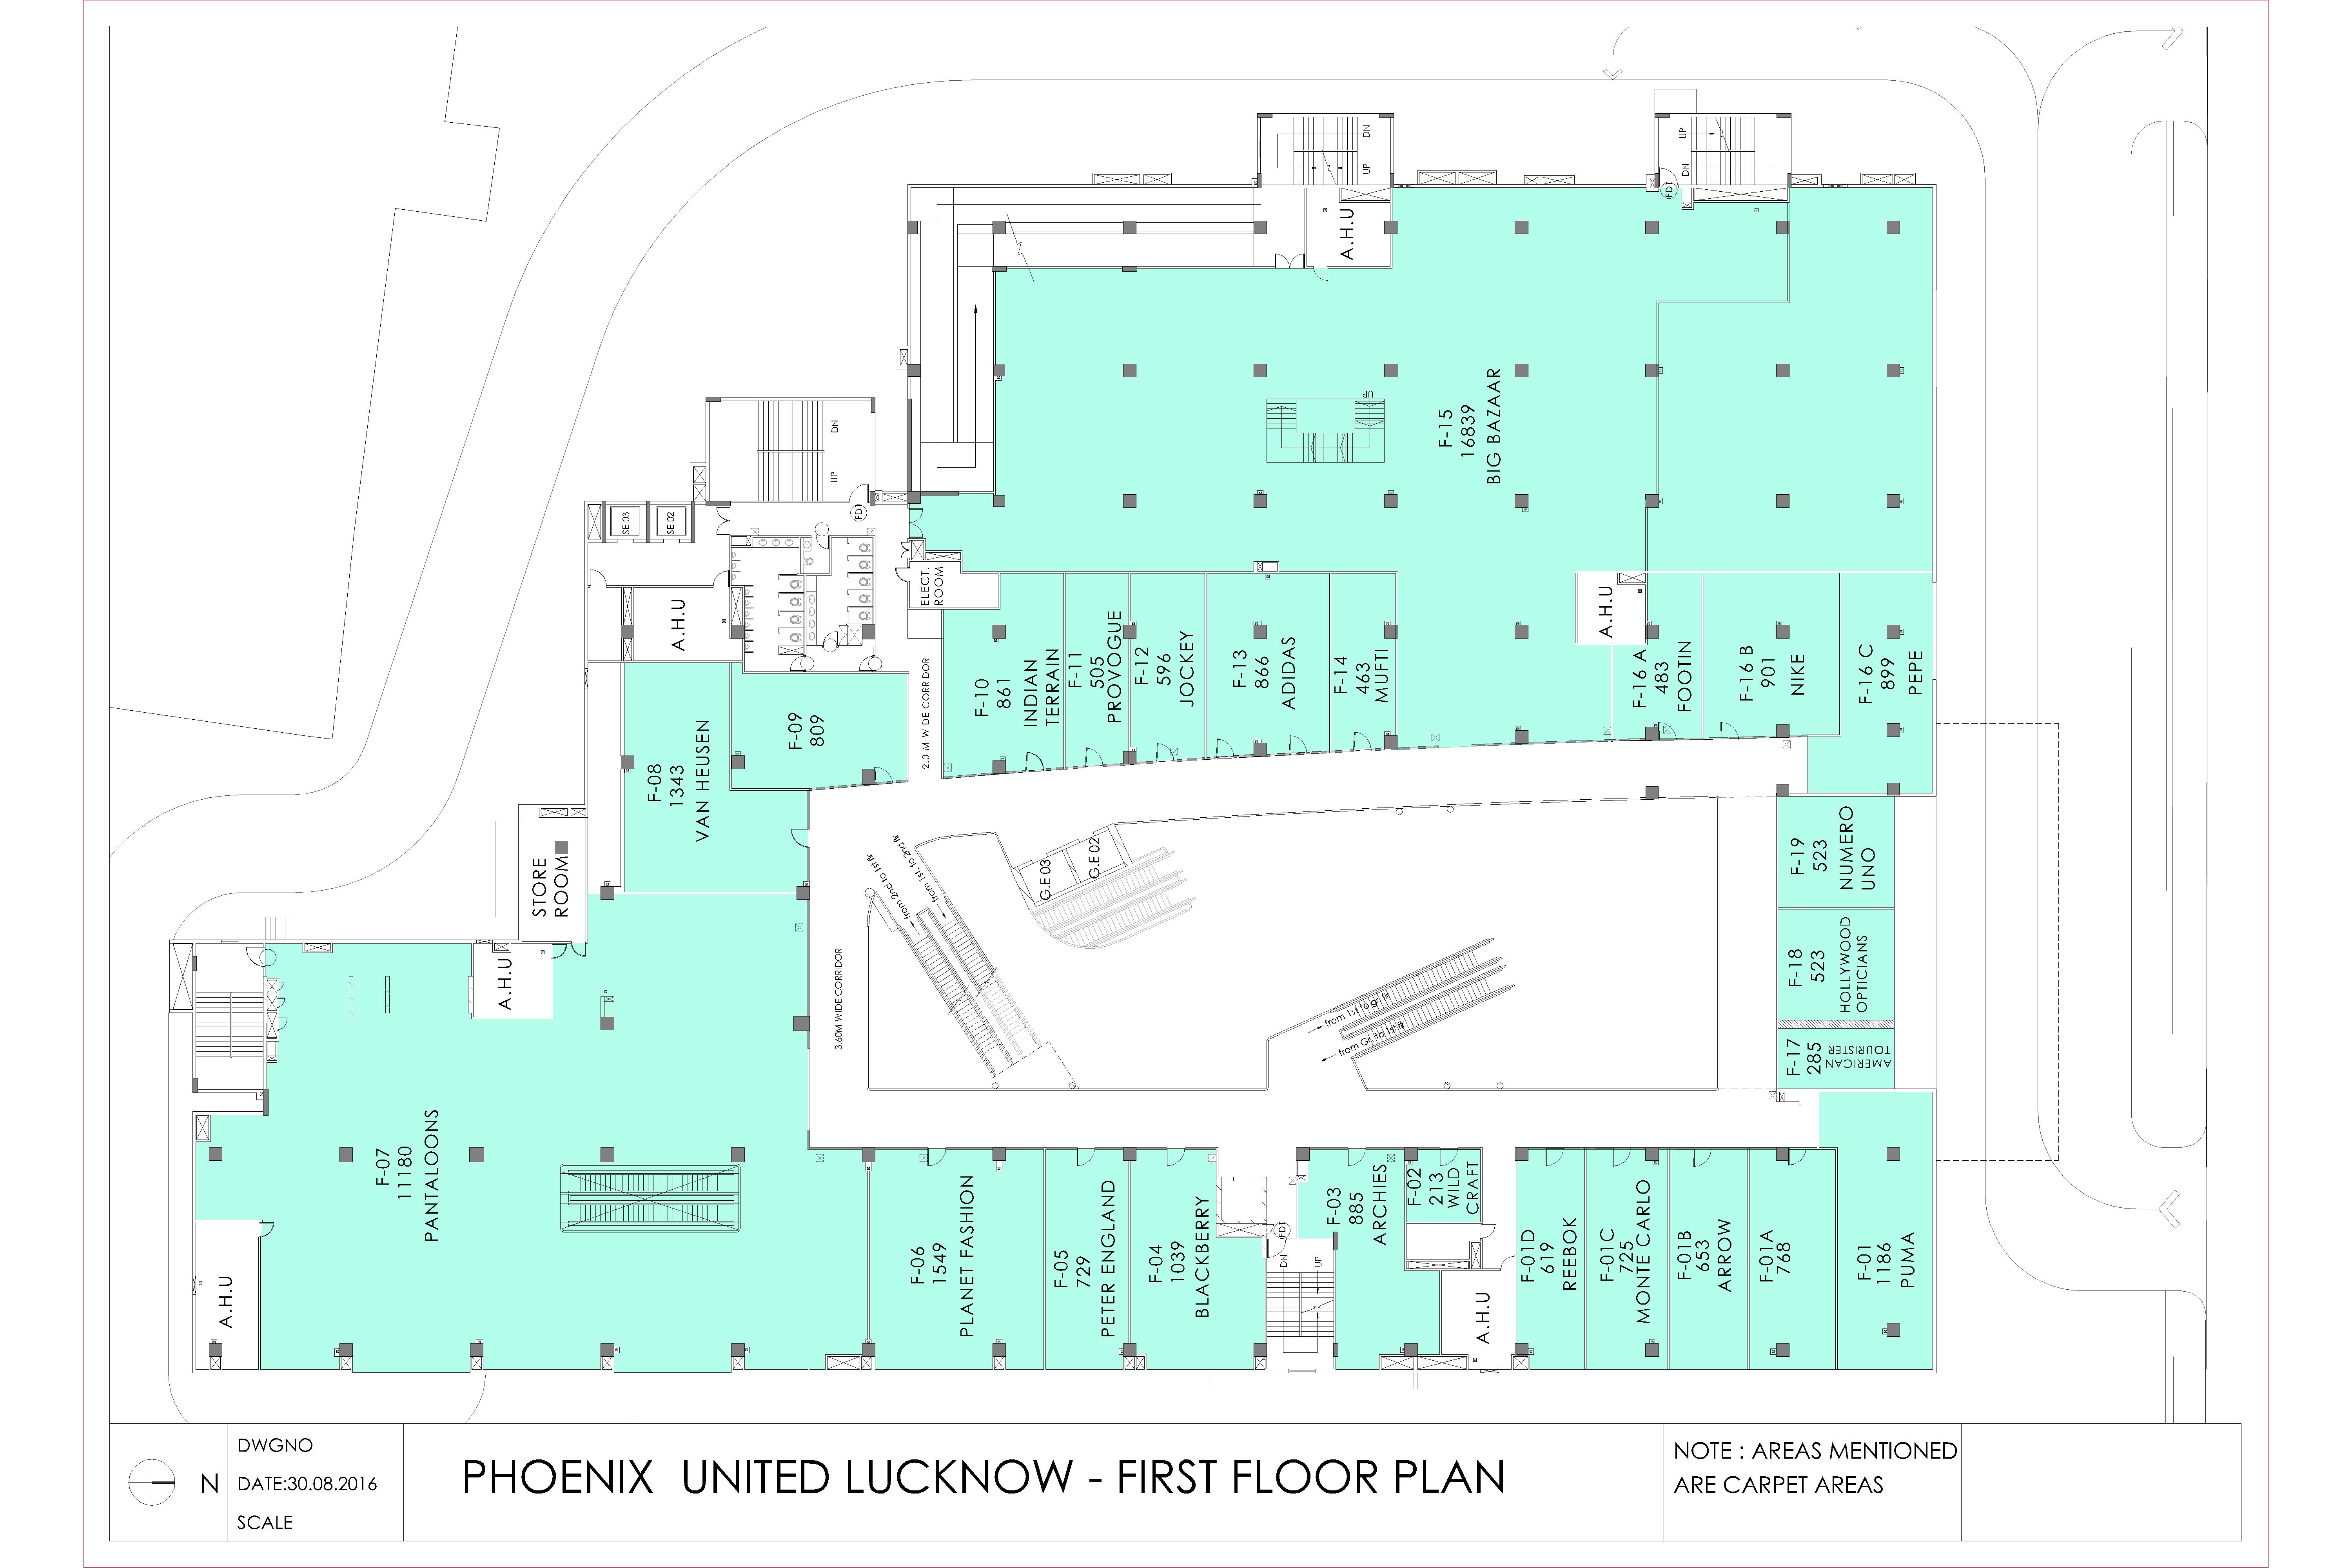 DN
UP
UP
DN
FD1
A.H.U
UP
F-15
16839
BIG BAZAAR
DN
UP
FD1
SE 03
SE 02
ELECT.
ROOM
A.H.U
A.H.U
F-10
861
INDIAN
TERRAIN
F-11
505
PROVOGUE
F-12
596
JOCKEY
F-13
866
ADIDAS
F-14
463
MUFTI
F-16 A
483
FOOTIN
F-16 B
901
NIKE
F-16 C
899
PEPE
2.0 M WIDE CORRIDOR
F-09
809
F-08
1343
VAN HEUSEN
F-19
523
NUMERO
UNO
STORE
ROOM
from 2nd to 1st flr
from 1st. to 2nd flr
G.E 03
G.E 02
F-18
523
HOLLYWOOD
OPTICIANS
A.H.U
3.60M WIDE CORRIDOR
from 1st to gr. flr
from Gr. to 1st flr
F-17
285
AMERICAN
TOURISTER
F-07
11180
PANTALOONS
F-06
1549
PLANET FASHION
F-05
729
PETER ENGLAND
F-04
1039
BLACKBERRY
FD1
DN
UP
F-03
885
ARCHIES
F-02
213
WILD
CRAFT
F-01D
619
REEBOK
F-01C
725
MONTE CARLO
F-01B
653
ARROW
F-01A
768
F-01
1186
PUMA
A.H.U
A.H.U
N
DWGNO
DATE:30.08.2016
SCALE
PHOENIX UNITED LUCKNOW - FIRST FLOOR PLAN
NOTE : AREAS MENTIONED
ARE CARPET AREAS